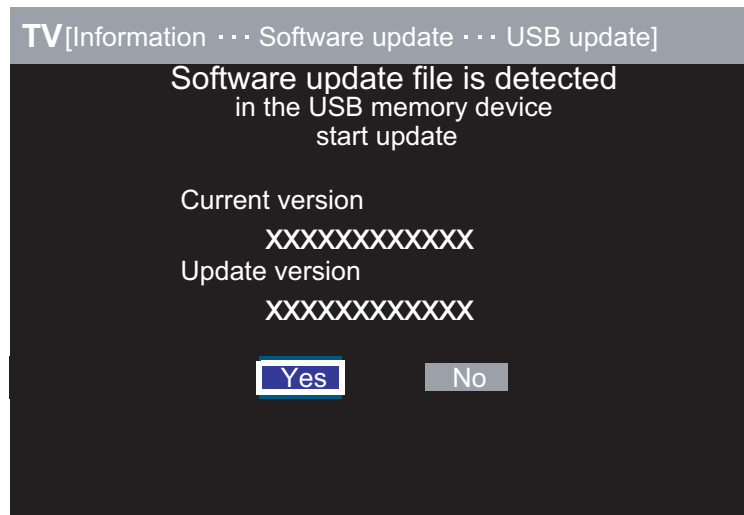 TV[Information ··· Software update ··· USB update]
Software update file is detected
in the USB memory device
start update
Current version
xxxxxxxxxxxx
Update version
xxxxxxxxxxxx
Yes No